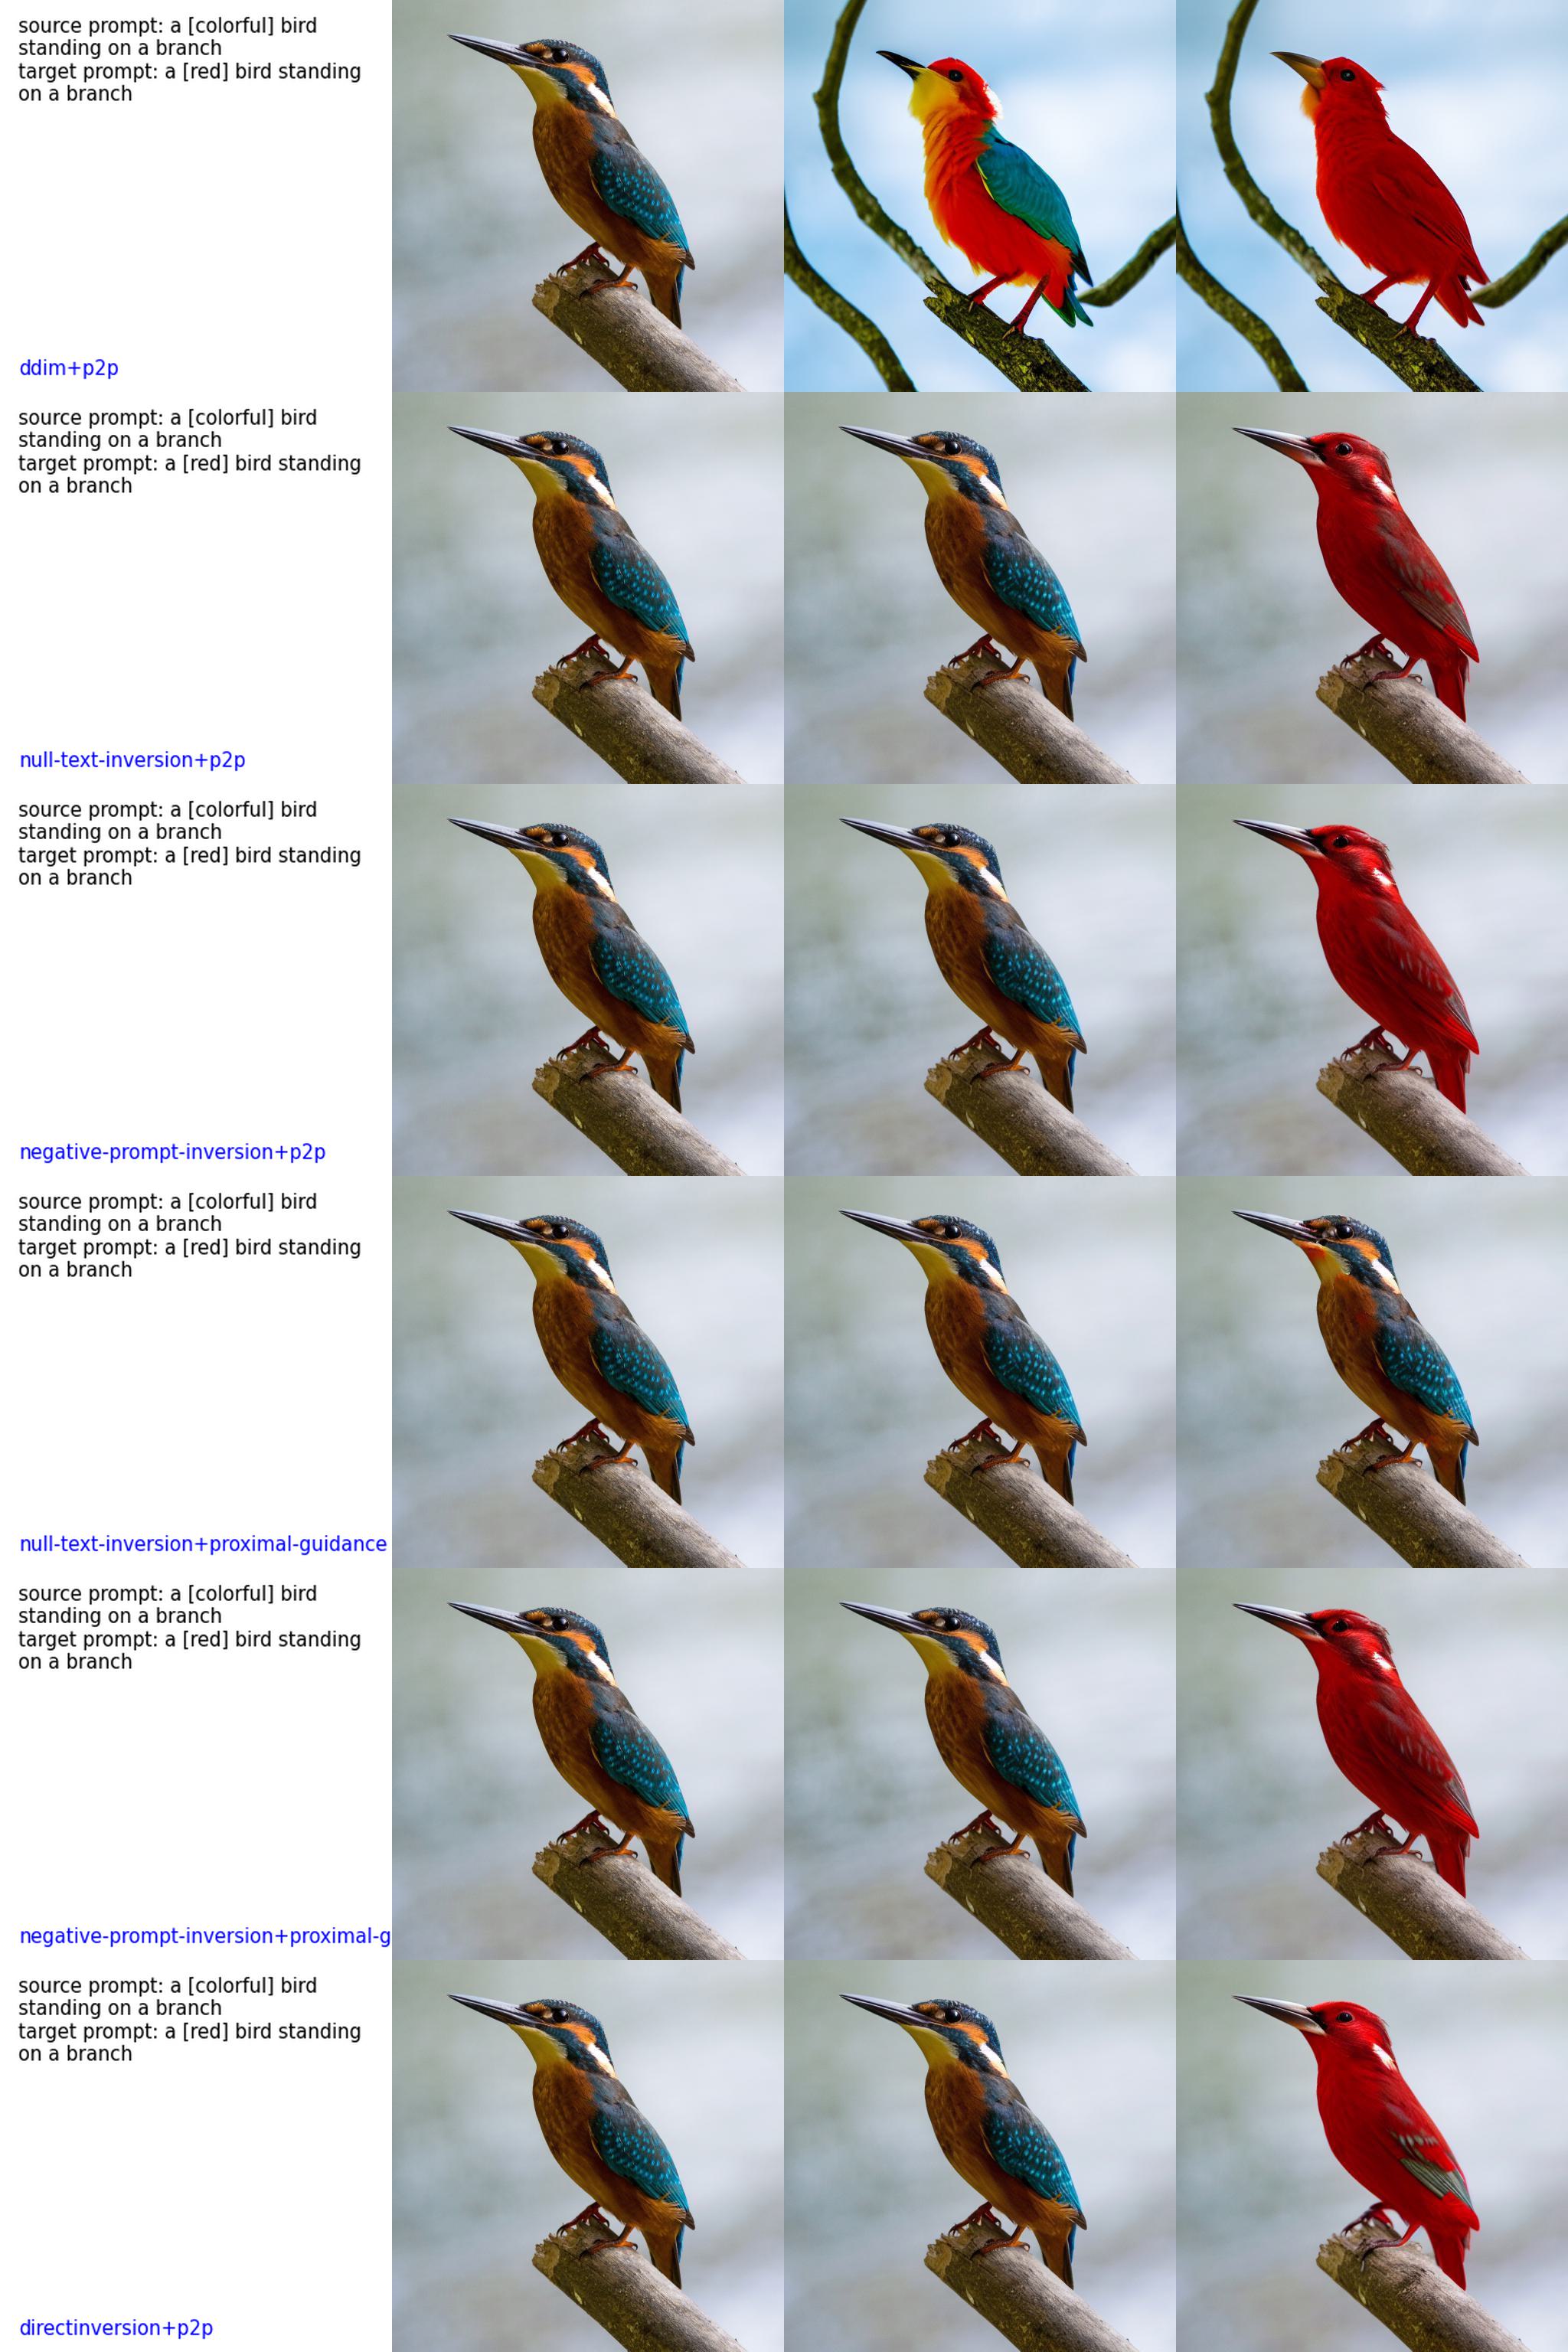 source prompt: a [colorful] bird
standing on a branch
target prompt: a [red] bird standing
on a branch
ddim+p2p
source prompt: a [colorful] bird
standing on a branch
target prompt: a [red] bird standing
on a branch
null-text-inversion+p2p
source prompt: a [colorful] bird
standing on a branch
target prompt: a [red] bird standing
on a branch
negative-prompt-inversion+p2p
source prompt: a [colorful] bird
standing on a branch
target prompt: a [red] bird standing
on a branch
null-text-inversion+proximal-guidance
source prompt: a [colorful] bird
standing on a branch
target prompt: a [red] bird standing
on a branch
negative-prompt-inversion+proximal-g
source prompt: a [colorful] bird
standing on a branch
target prompt: a [red] bird standing
on a branch
directinversion+p2p